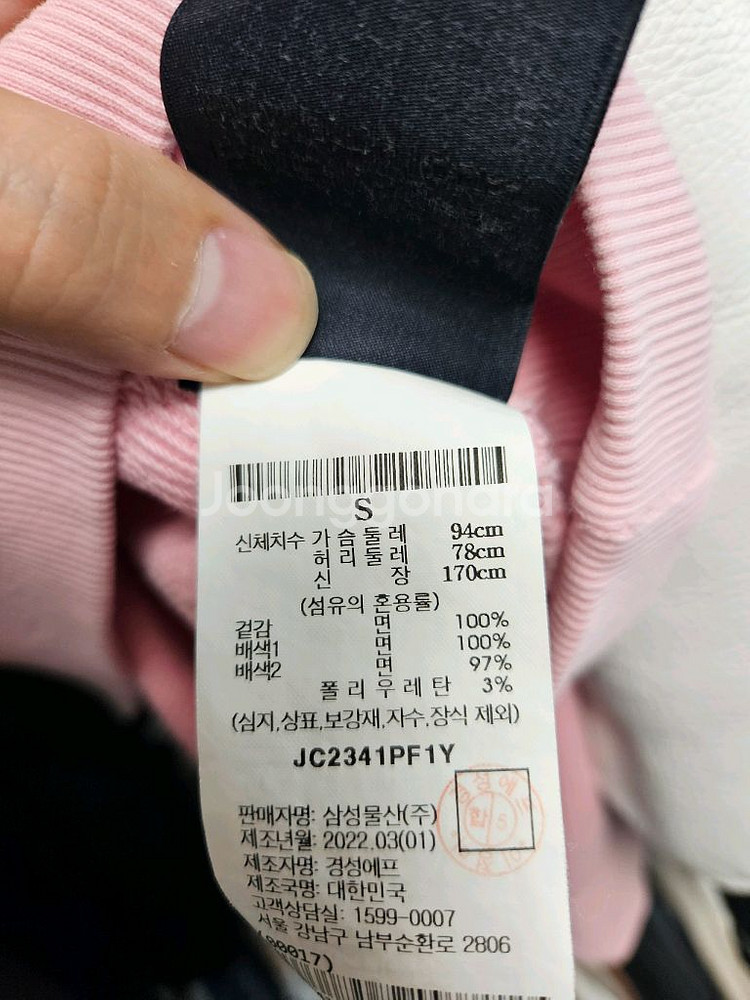 Joonggonara
S
신체치수 가슴둘레 94cm
허리둘레 78cm
신장 170cm
(섬유의 혼용률)
겉감 면 100%
배색1 면 100%
배색2 면 97%
폴리우레탄 3%
(심지,상표,보강재,자수,장식 제외)
JC2341PF1Y
판매자명: 삼성물산(주)
제조년월: 2022.03(01)
제조자명: 경성에프
제조국명: 대한민국
고객상담실: 1599-0007
서울 강남구 남부순환로 2806
(00017)